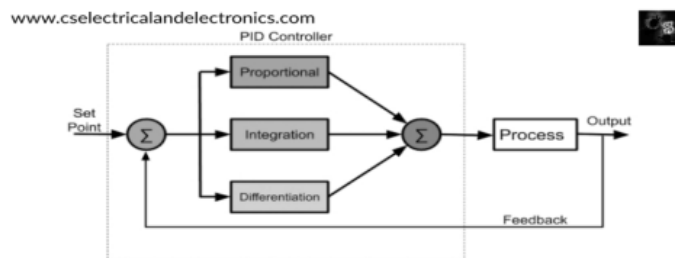 www.cselectricalandelectronics.com
PID Controller
Proportional
Set
Point
Σ
Integration
Σ
Process
Output
Differentiation
Feedback